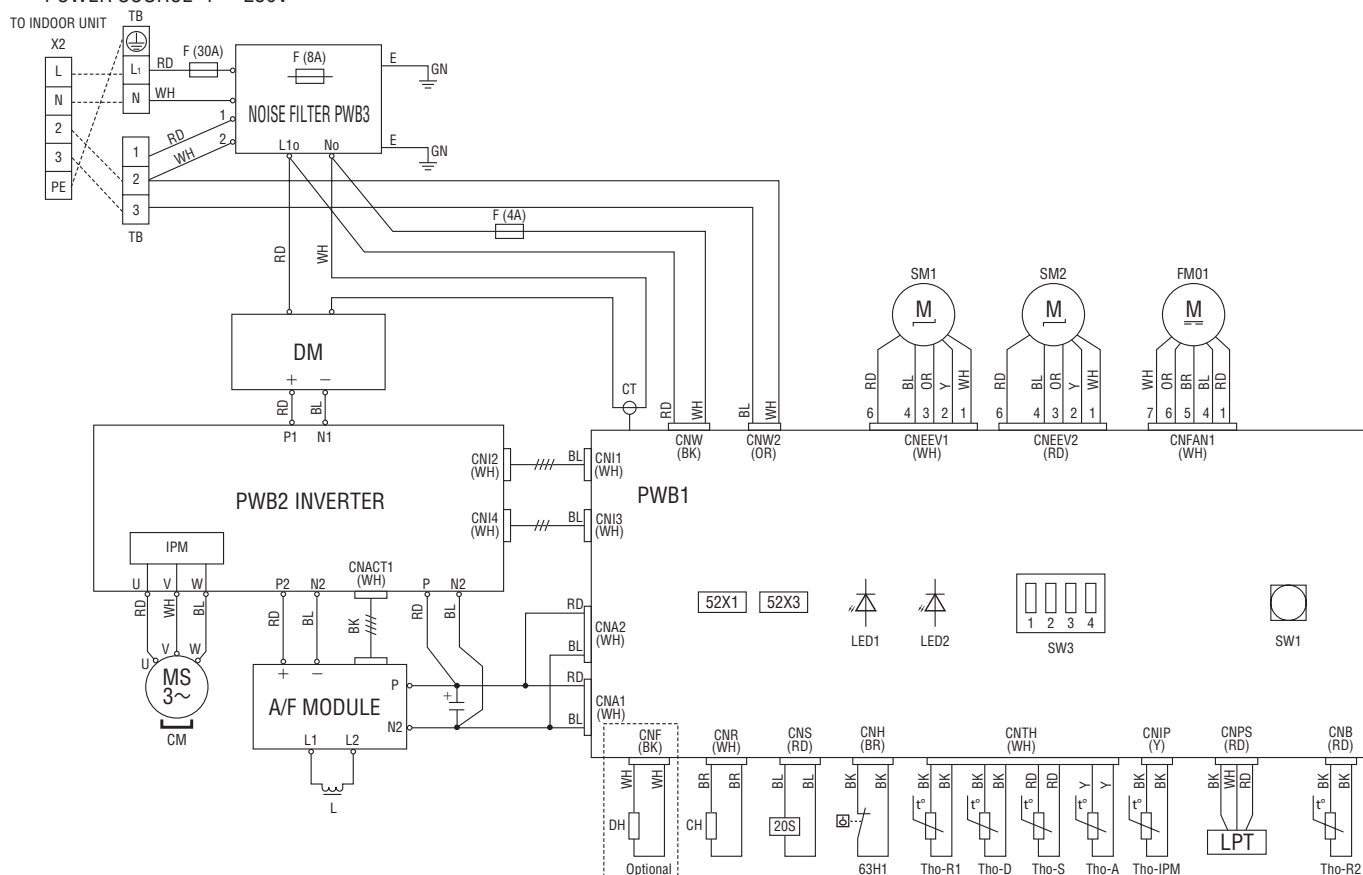 TO INDOOR UNIT
X2
L
N
2
3
PE
TB
L1
N
1
2
3
TB
RD
WH
F (30A)
1
2
RD
WH
F (8A)
NOISE FILTER PWB3
L1o
No
E
GN
E
GN
F (4A)
RD
WH
DM
+
−
RD
BL
P1
N1
CT
RD
WH
BL
WH
CNW
(BK)
CNW2
(OR)
SM1
M
RD
BL
OR
Y
WH
6
4
3
2
1
CNEEV1
(WH)
SM2
M
RD
BL
OR
Y
WH
6
4
3
2
1
CNEEV2
(RD)
FM01
M
WH
OR
BR
BL
RD
7
6
5
4
1
CNFAN1
(WH)
PWB2 INVERTER
CNI2
(WH)
BL
CNI1
(WH)
CNI4
(WH)
BL
CNI3
(WH)
PWB1
IPM
U
V
W
RD
WH
BL
U
V
W
MS
3~
CM
P2
N2
RD
BL
CNACT1
(WH)
BK
P
N2
RD
BL
+
−
A/F MODULE
P
N2
L1
L2
L
+
RD
BL
CNA2
(WH)
RD
BL
CNA1
(WH)
52X1
52X3
LED1
LED2
1 2 3 4
SW3
SW1
CNF
(BK)
WH
WH
DH
Optional
CNR
(WH)
BR
BR
CH
CNS
(RD)
BL
BL
20S
CNH
(BR)
BK
BK
63H1
CNTH
(WH)
BK
BK
t°
Tho-R1
BK
BK
t°
Tho-D
RD
RD
t°
Tho-S
Y
Y
t°
Tho-A
CNIP
(Y)
BK
BK
t°
Tho-IPM
CNPS
(RD)
BK
WH
RD
LPT
CNB
(RD)
BK
BK
t°
Tho-R2